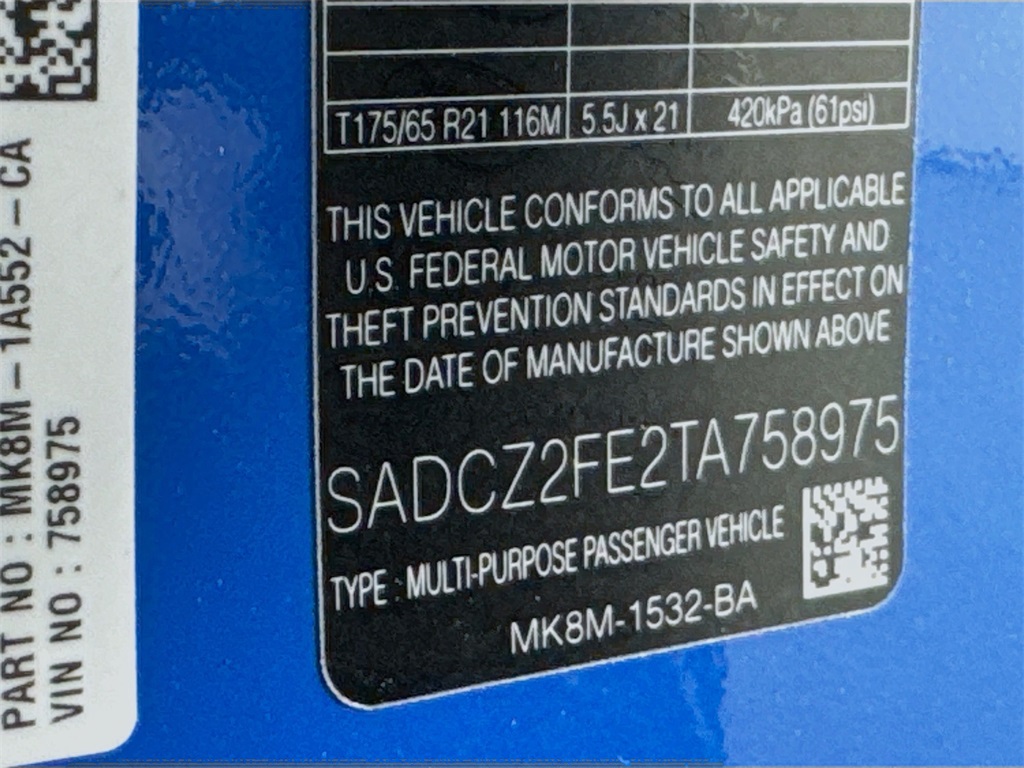 PART NO : MK8M – 1A552 – CA
VIN NO : 758975
T175/65 R21 116M 5.5J x 21 420kPa (61psi)
THIS VEHICLE CONFORMS TO ALL APPLICABLE
U.S. FEDERAL MOTOR VEHICLE SAFETY AND
THEFT PREVENTION STANDARDS IN EFFECT ON
THE DATE OF MANUFACTURE SHOWN ABOVE
SADCZ2FE2TA758975
TYPE : MULTI-PURPOSE PASSENGER VEHICLE
MK8M-1532-BA